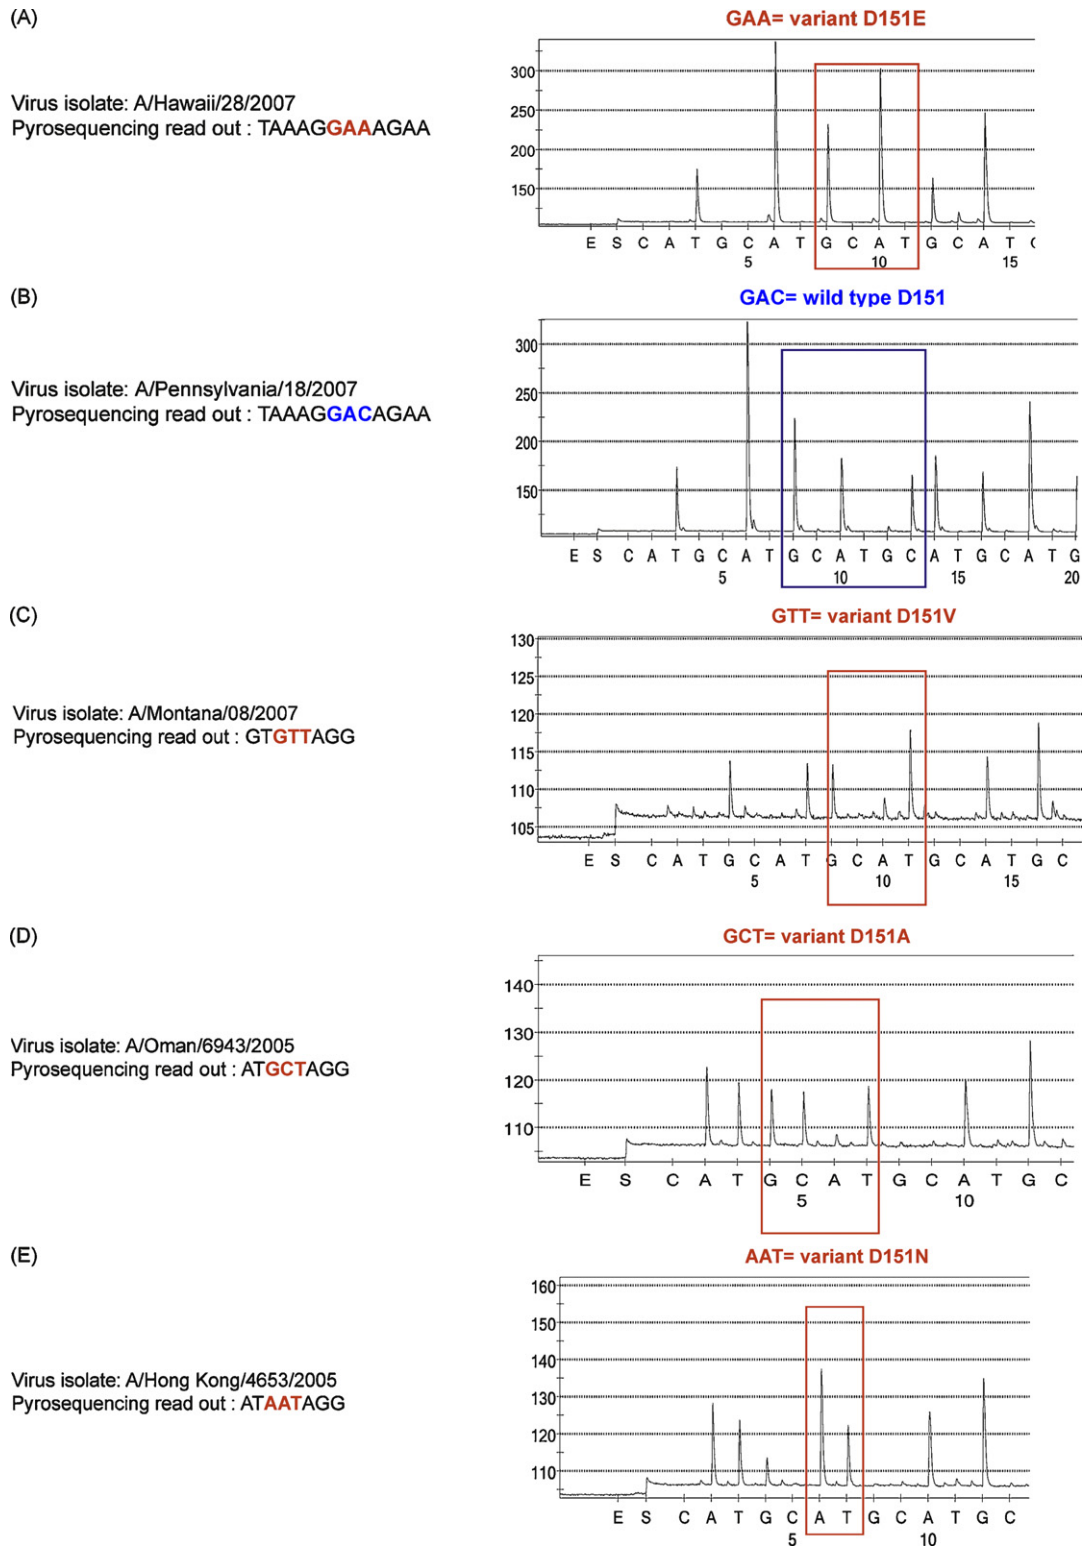 (A)
GAA= variant D151E
Virus isolate: A/Hawaii/28/2007
Pyrosequencing read out : TAAAGGAAAGAA
300
250
200
150
E S C A T G C A T G C A T G C A T
5 10 15
(B)
GAC= wild type D151
Virus isolate: A/Pennsylvania/18/2007
Pyrosequencing read out : TAAAGGACAGAA
300
250
200
150
E S C A T G C A T G C A T G C A T G C A T G
5 10 15 20
(C)
GTT= variant D151V
Virus isolate: A/Montana/08/2007
Pyrosequencing read out : GTGTTAGG
130
125
120
115
110
105
E S C A T G C A T G C A T G C A T G C
5 10 15
(D)
GCT= variant D151A
Virus isolate: A/Oman/6943/2005
Pyrosequencing read out : ATGCTAGG
140
130
120
110
E S C A T G C A T G C A T G C
5 10
(E)
AAT= variant D151N
Virus isolate: A/Hong Kong/4653/2005
Pyrosequencing read out : ATAATAGG
160
150
140
130
120
110
E S C A T G C A T G C A T G C
5 10